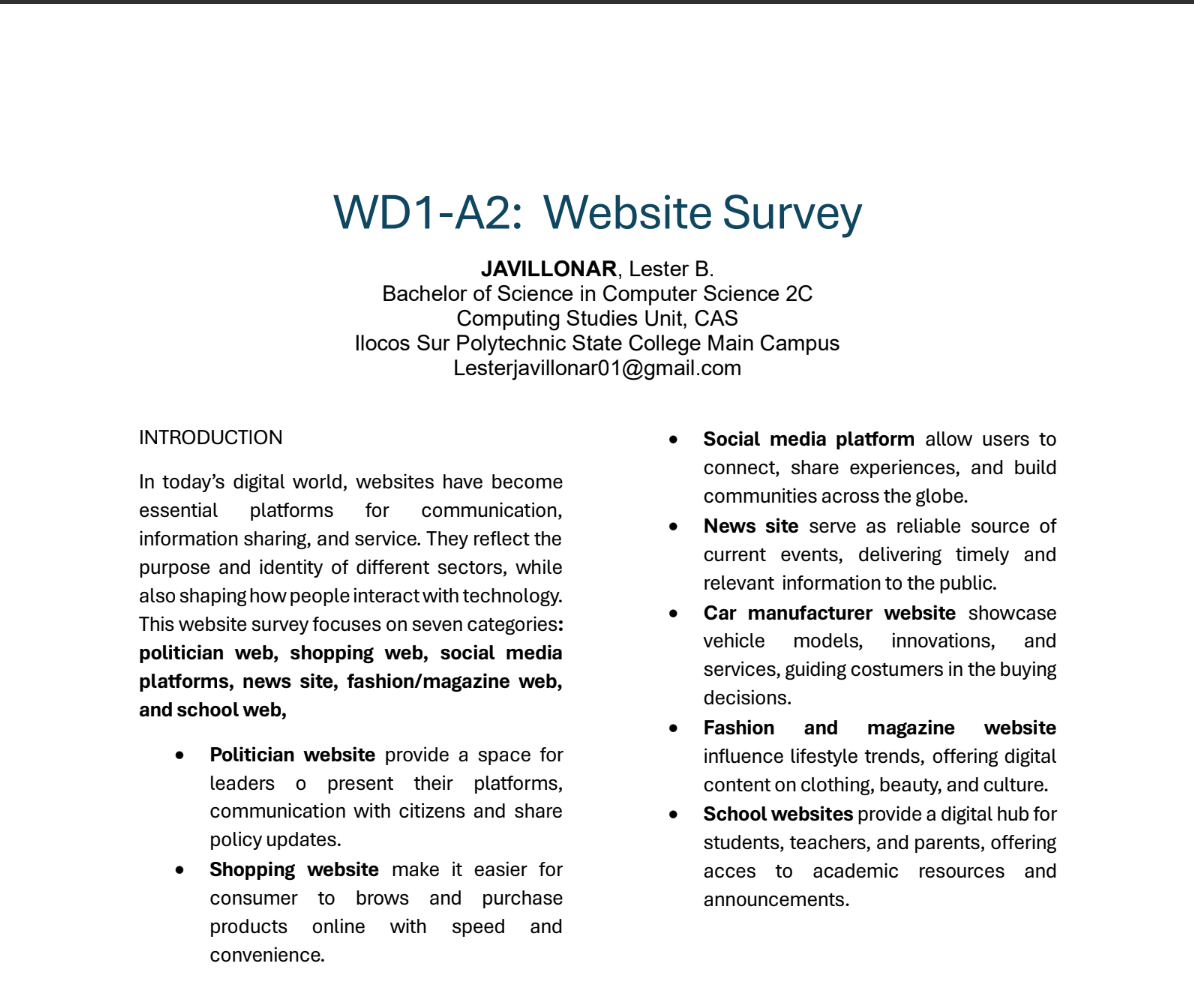 WD1-A2:  Website Survey
JAVILLONAR, Lester B.
Bachelor of Science in Computer Science 2C
Computing Studies Unit, CAS
Ilocos Sur Polytechnic State College Main Campus
Lesterjavillonar01@gmail.com
INTRODUCTION
In today’s digital world, websites have become
essential platforms for communication,
information sharing, and service. They reflect the
purpose and identity of different sectors, while
also shaping how people interact with technology.
This website survey focuses on seven categories:
politician web, shopping web, social media
platforms, news site, fashion/magazine web,
and school web,
• Politician website provide a space for
leaders o present their platforms,
communication with citizens and share
policy updates.
• Shopping website make it easier for
consumer to brows and purchase
products online with speed and
convenience.
• Social media platform allow users to
connect, share experiences, and build
communities across the globe.
• News site serve as reliable source of
current events, delivering timely and
relevant information to the public.
• Car manufacturer website showcase
vehicle models, innovations, and
services, guiding costumers in the buying
decisions.
• Fashion and magazine website
influence lifestyle trends, offering digital
content on clothing, beauty, and culture.
• School websites provide a digital hub for
students, teachers, and parents, offering
acces to academic resources and
announcements.